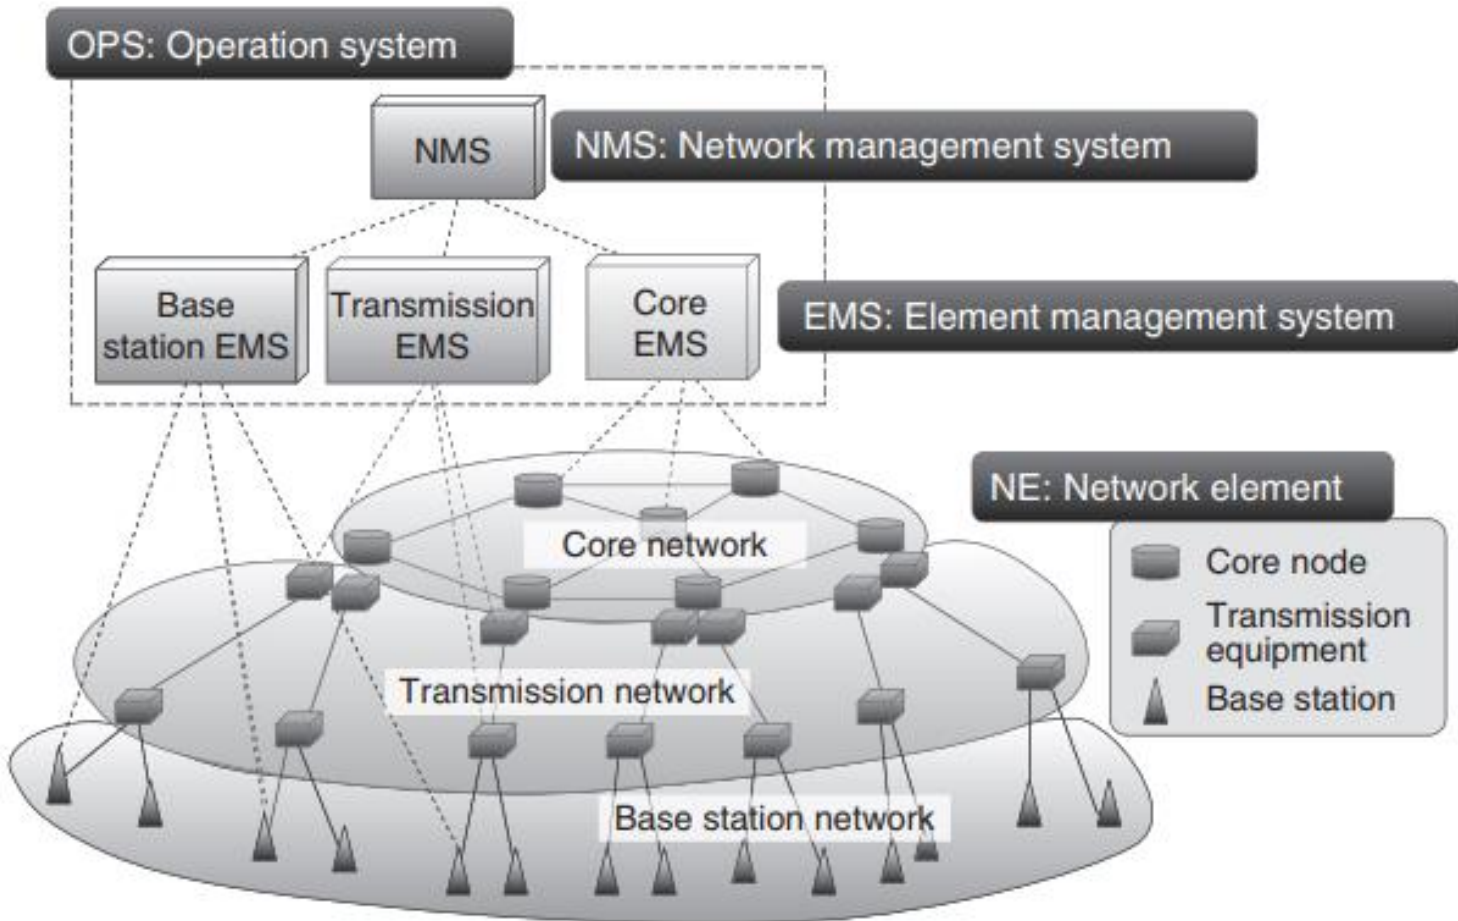 OPS: Operation system
NMS
NMS: Network management system
Base
station EMS
Transmission
EMS
Core
EMS
EMS: Element management system
NE: Network element
Core node
Transmission
equipment
Base station
Core network
Transmission network
Base station network